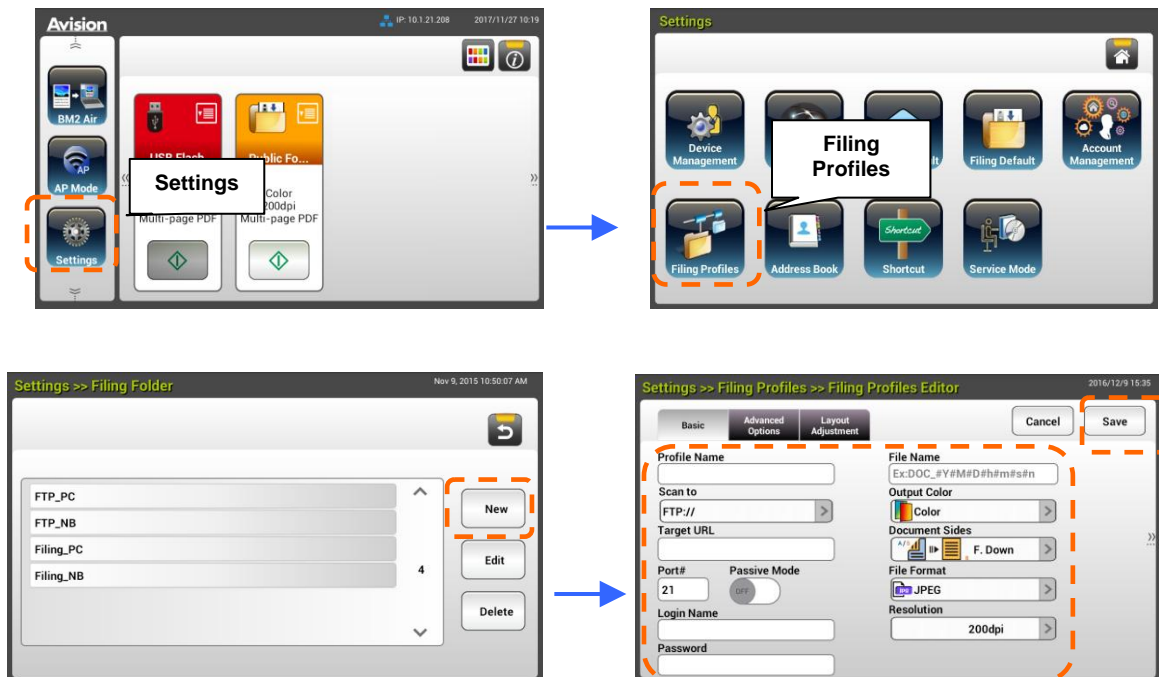 Avision
IP: 10.1.21.208
2017/11/27 10:19
BM2 Air
AP
AP Mode
Settings
USB Flash
Public Fo...
Settings
Color
200dpi
Multi-page PDF
Multi-page PDF
Settings
Device
Management
Filing
Profiles
Filing Default
Account
Management
Filing Profiles
Address Book
Shortcut
Shortcut
Service Mode
Settings >> Filing Folder
Nov 9, 2015 10:50:07 AM
FTP_PC
FTP_NB
Filing_PC
Filing_NB
4
New
Edit
Delete
Settings >> Filing Profiles >> Filing Profiles Editor
2016/12/9 15:35
Basic
Advanced
Options
Layout
Adjustment
Cancel
Save
Profile Name
Scan to
FTP://
Target URL
Port#
Passive Mode
21
OFF
Login Name
Password
File Name
Ex:DOC_#Y#M#D#h#m#s#n
Output Color
Color
Document Sides
F. Down
File Format
JPEG
Resolution
200dpi